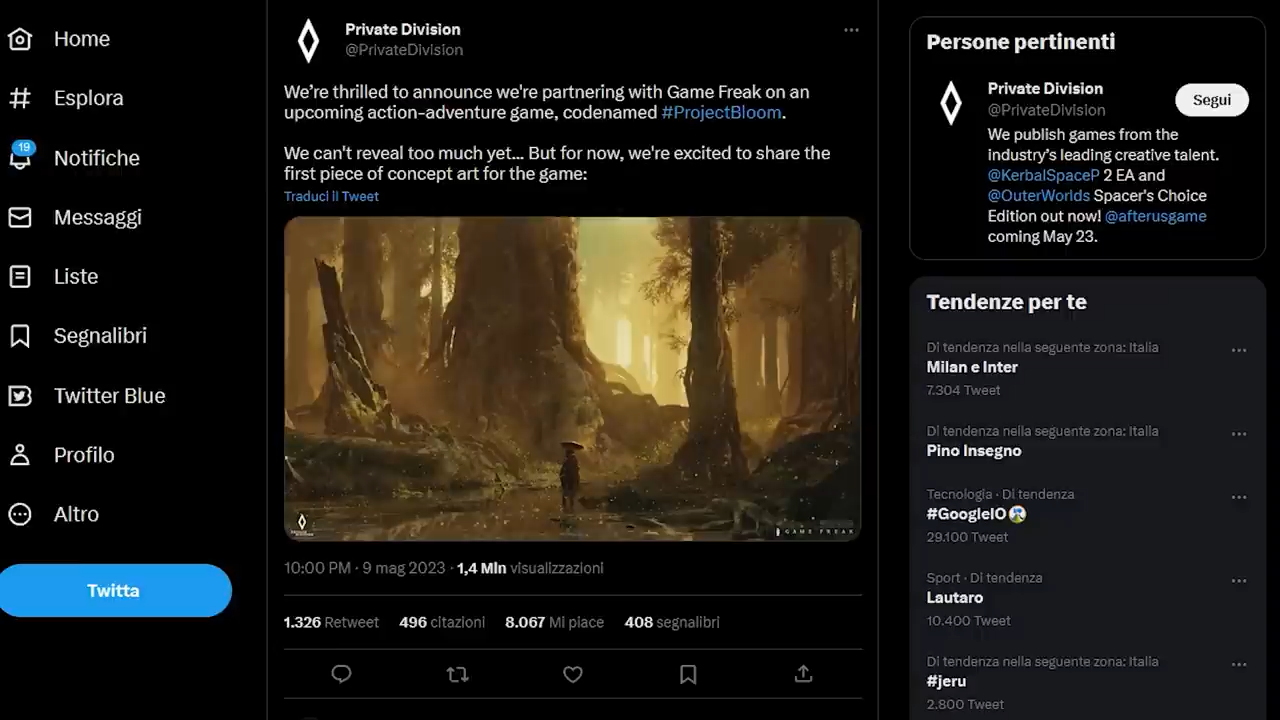 Home
Esplora
19
Notifiche
Messaggi
Liste
Segnalibri
Twitter Blue
Profilo
Altro
Twitta
Private Division
@PrivateDivision
We're thrilled to announce we're partnering with Game Freak on an
upcoming action-adventure game, codenamed #ProjectBloom.
We can't reveal too much yet... But for now, we're excited to share the
first piece of concept art for the game:
Traduci il Tweet
GAME FREAK
10:00 PM · 9 mag 2023 · 1,4 Mln visualizzazioni
1.326 Retweet 496 citazioni 8.067 Mi piace 408 segnalibri
Persone pertinenti
Private Division
@PrivateDivision
Segui
We publish games from the
industry's leading creative talent.
@KerbalSpaceP 2 EA and
@OuterWorlds Spacer's Choice
Edition out now! @afterusgame
coming May 23.
Tendenze per te
Di tendenza nella seguente zona: Italia
Milan e Inter
7.304 Tweet
Di tendenza nella seguente zona: Italia
Pino Insegno
Tecnologia · Di tendenza
#GoogleIO
29.100 Tweet
Sport · Di tendenza
Lautaro
10.400 Tweet
Di tendenza nella seguente zona: Italia
#jeru
2.800 Tweet